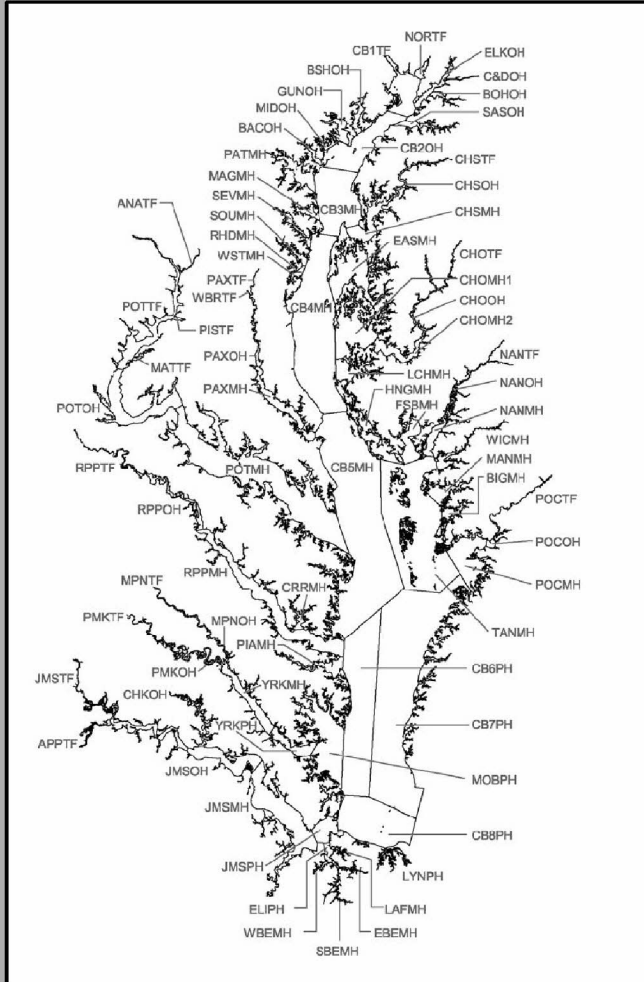 NORTF
CB1TF
ELKOH
BSHOH
C&DOH
GUNOH
BOHOH
MIDOH
SASOH
BACOH
CB2OH
PATMH
CHSTF
MAGMH
CHSOH
SEVMH
CB3MH
ANATF
SOUMH
CHSMH
RHDMH
EASMH
WSTMH
CHOTF
PAXTF
CHOMH1
WBRTF
CB4MH
CHOOH
POTTF
PISTF
CHOMH2
PAXOH
NANTF
MATTF
LCHMH
PAXMH
HNGMH
NANOH
FSBMH
POTOH
NANMH
WICMH
RPPTF
POTMH
CB5MH
MANMH
BIGMH
POCTF
RPPOH
POCOH
RPPMH
POCMH
MPNTF
CRRMH
PMKTF
MPNOH
TANMH
PIAMH
PMKOH
CB6PH
JMSTF
YRKMH
CHKOH
YRKPH
CB7PH
APPTF
JMSOH
MOBPH
JMSMH
CB8PH
JMSPH
LYNPH
ELIPH
LAFMH
WBEMH
EBEMH
SBEMH